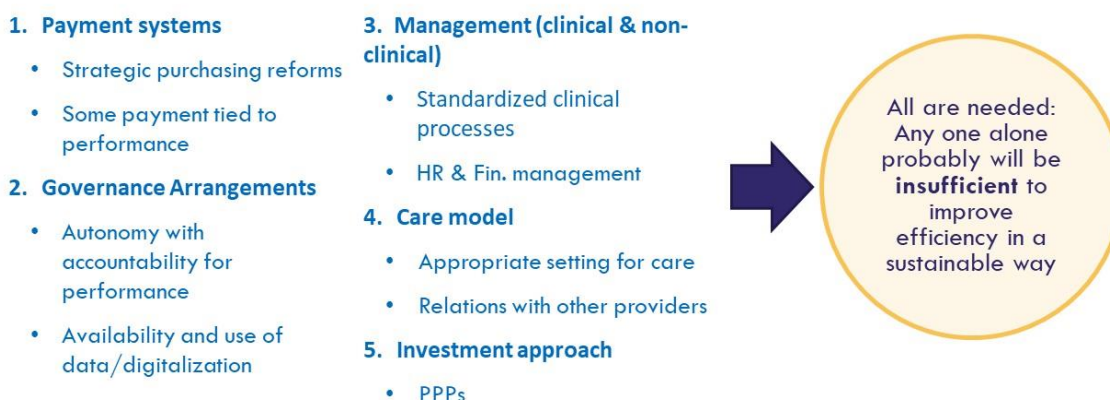 1. Payment systems
• Strategic purchasing reforms
• Some payment tied to
performance
2. Governance Arrangements
• Autonomy with
accountability for
performance
• Availability and use of
data/digitalization
3. Management (clinical & non-
clinical)
• Standardized clinical
processes
• HR & Fin. management
4. Care model
• Appropriate setting for care
• Relations with other providers
5. Investment approach
• PPPs
All are needed:
Any one alone
probably will be
insufficient to
improve
efficiency in a
sustainable way